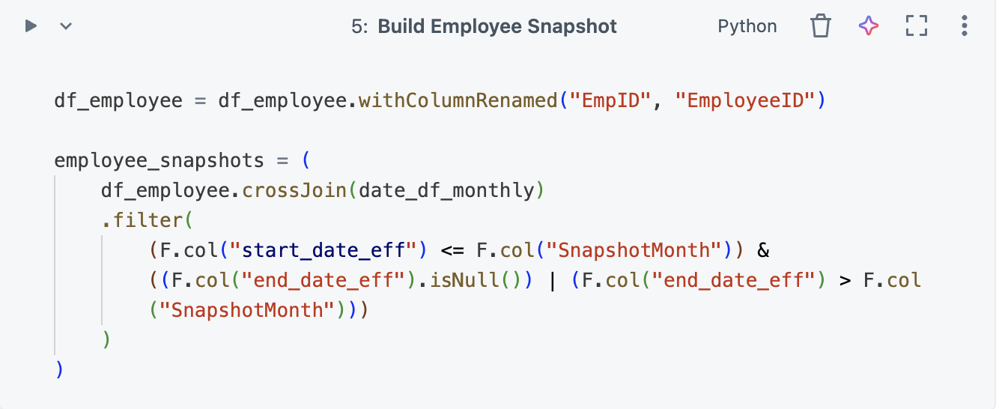 5: Build Employee Snapshot Python
df_employee = df_employee.withColumnRenamed("EmpID", "EmployeeID")
employee_snapshots = (
    df_employee.crossJoin(date_df_monthly)
    .filter(
        (F.col("start_date_eff") <= F.col("SnapshotMonth")) &
        ((F.col("end_date_eff").isNull()) | (F.col("end_date_eff") > F.col
        ("SnapshotMonth")))
    )
)